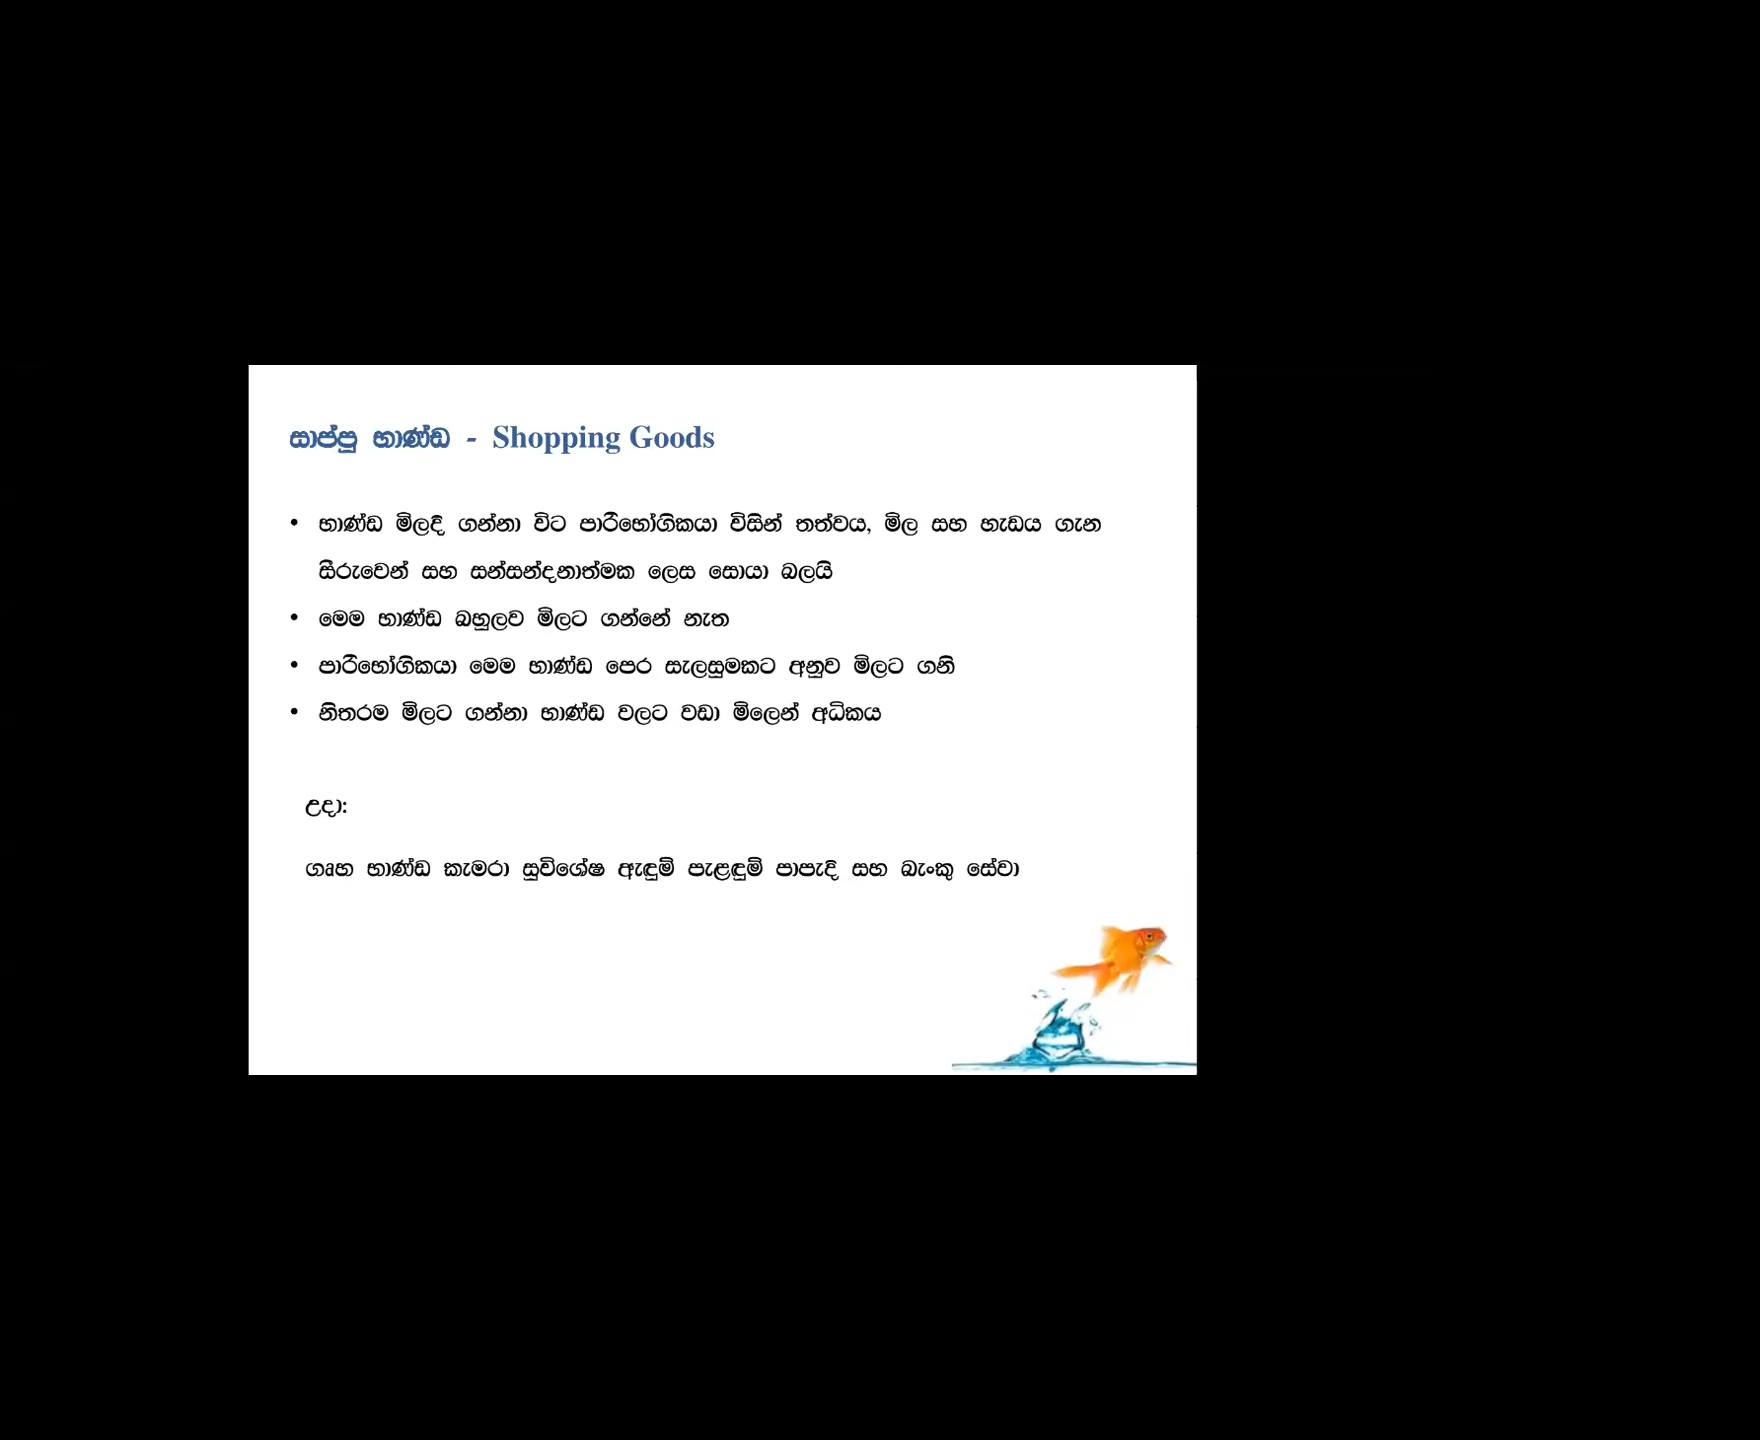 සාප්පු භාණ්ඩ - Shopping Goods
• භාණ්ඩ මිලදී ගන්නා විට පාරිභෝගිකයා විසින් තත්වය, මිල සහ හැඩය ගැන
සීරුවෙන් සහ සන්සන්දනාත්මක ලෙස සොයා බලයි
• මෙම භාණ්ඩ බහුලව මිලට ගන්නේ නැත
• පාරිභෝගිකයා මෙම භාණ්ඩ පෙර සැලසුමකට අනුව මිලට ගනී
• නිතරම මිලට ගන්නා භාණ්ඩ වලට වඩා මිලෙන් අධිකය
උදා:
ගෘහ භාණ්ඩ කැමරා සුවිශේෂ ඇඳුම් පැළඳුම් පාපැදි සහ බැංකු සේවා